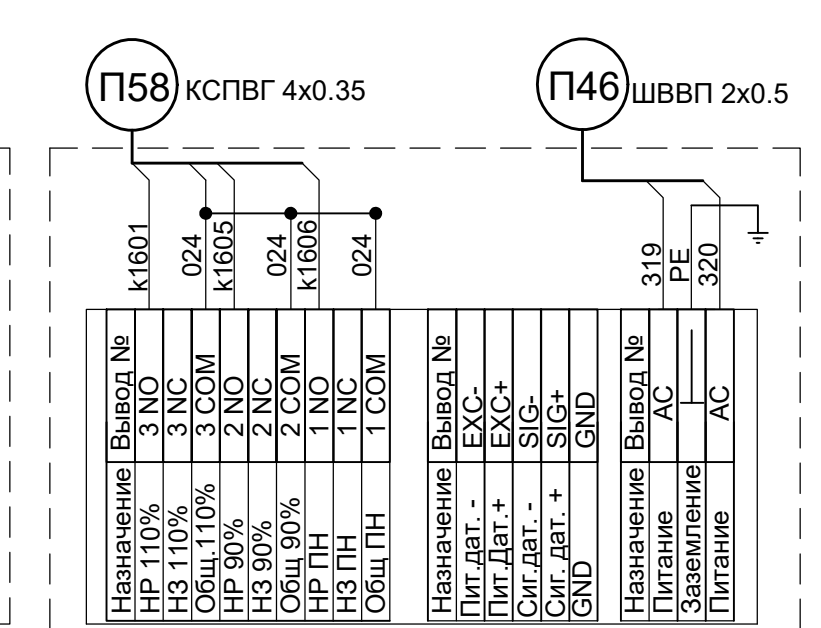 П58 КСПВГ 4х0.35
П46 ШВВП 2х0.5
k1601
024
k1605
024
k1606
024
319
PE
320
Назначение Вывод №
НР 110% 3 NO
НЗ 110% 3 NC
Общ.110% 3 COM
НР 90% 2 NO
НЗ 90% 2 NC
Общ 90% 2 COM
НР ПН 1 NO
НЗ ПН 1 NC
Общ ПН 1 COM
Назначение Вывод №
Пит.Дат. - EXC-
Пит.Дат.+ EXC+
Сиг.дат. - SIG-
Сиг. дат. + SIG+
GND GND
Назначение Вывод №
Питание AC
Заземление
Питание AC